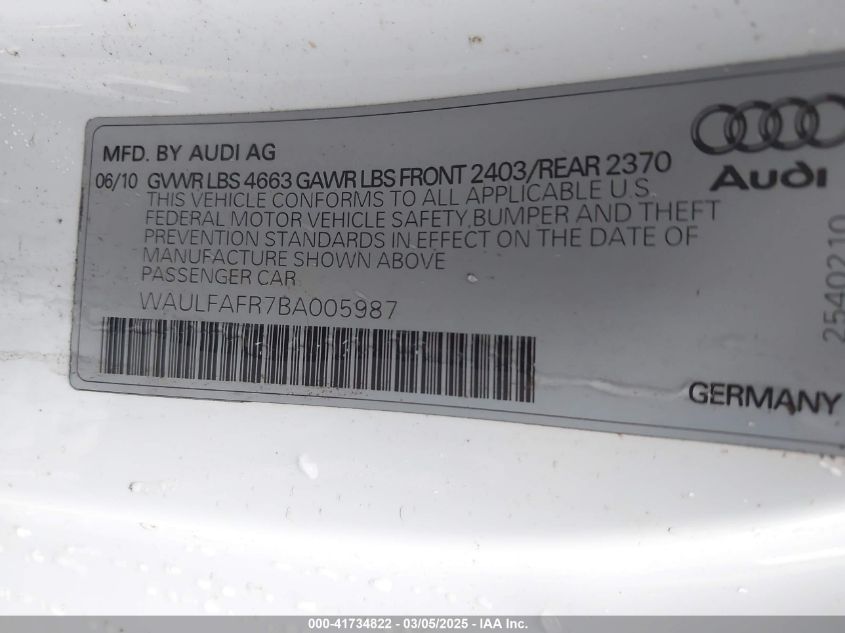 MFD. BY AUDI AG
06/10 GVWR LBS 4663 GAWR LBS FRONT 2403/REAR 2370
THIS VEHICLE CONFORMS TO ALL APPLICABLE U.S.
FEDERAL MOTOR VEHICLE SAFETY,BUMPER AND THEFT
PREVENTION STANDARDS IN EFFECT ON THE DATE OF
MANUFACTURE SHOWN ABOVE
PASSENGER CAR
WAULFAFR7BA005987
Audi
2540210
GERMANY
000-41734822 - 03/05/2025 - IAA Inc.